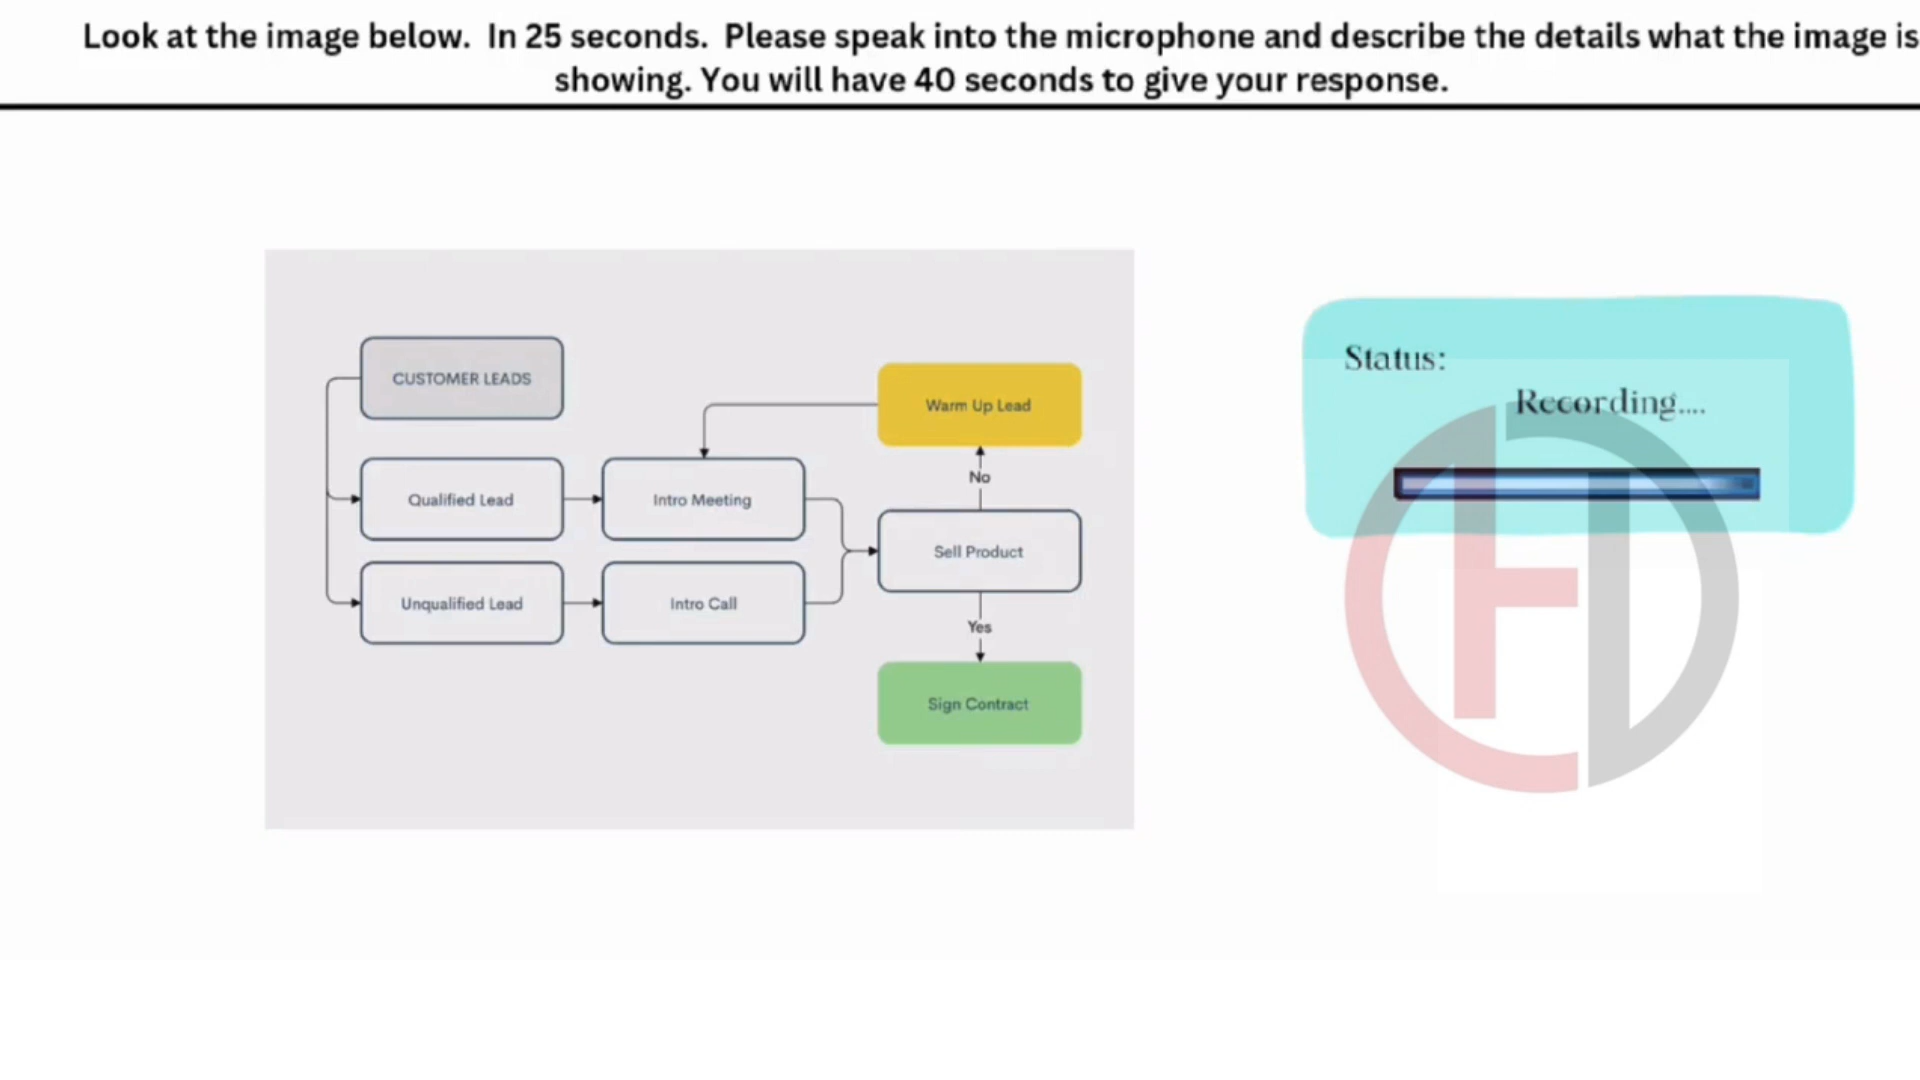 Look at the image below. In 25 seconds. Please speak into the microphone and describe the details what the image is
showing. You will have 40 seconds to give your response.
CUSTOMER LEADS
Qualified Lead
Unqualified Lead
Intro Meeting
Intro Call
Warm Up Lead
No
Sell Product
Yes
Sign Contract
Status:
Recording....